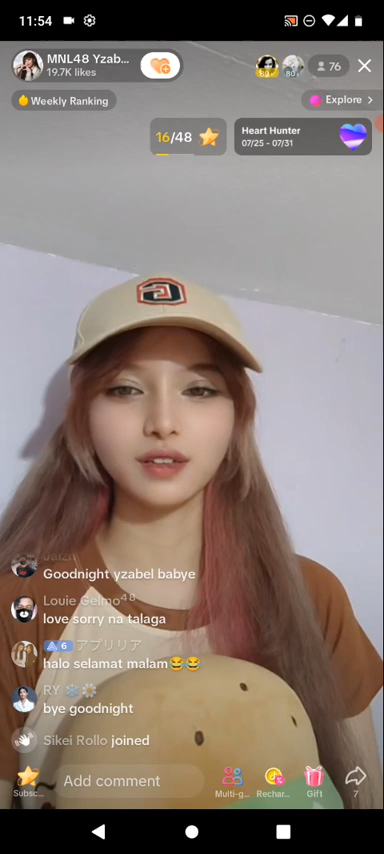 11:54
MNL48 Yzab...
19.7K likes
80+
80+
76
Weekly Ranking
Explore >
16/48
Heart Hunter
07/25 - 07/31
G
Goodnight yzabel babye
Louie Gelmo⁴⁸
love sorry na talaga
6 アプリリア
halo selamat malam😂😂
RY ❄️
bye goodnight
Sikei Rollo joined
Subsc...
Add comment
Multi-g...
Rechar...
Gift
7